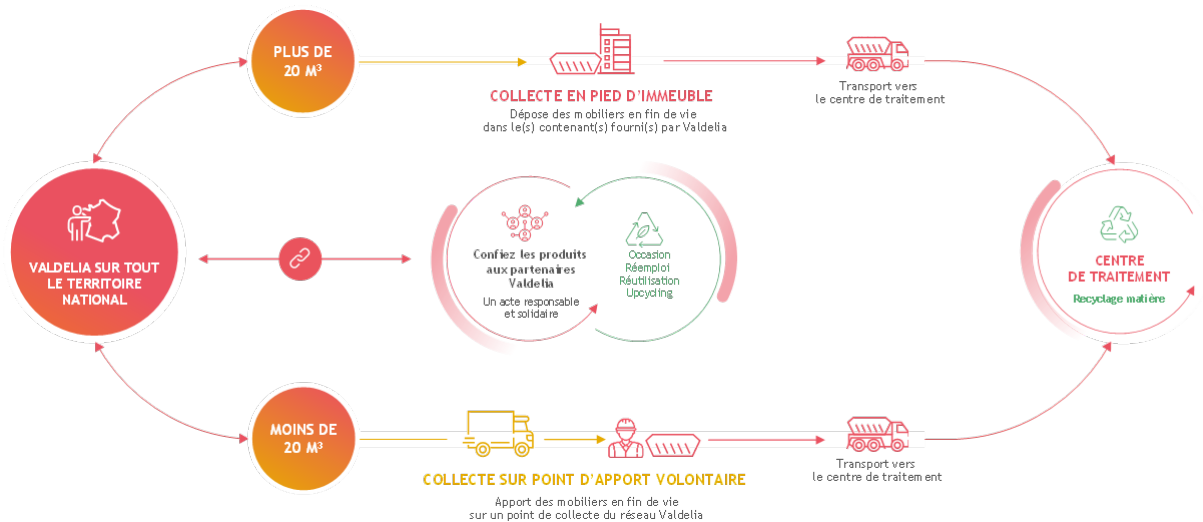 PLUS DE
20 M³
COLLECTE EN PIED D'IMMEUBLE
Dépose des mobiliers en fin de vie
dans le(s) contenant(s) fourni(s) par Valdelia
Transport vers
le centre de traitement
VALDELIA SUR TOUT
LE TERRITOIRE
NATIONAL
Confiez les produits
aux partenaires
Valdelia
Un acte responsable
et solidaire
Occasion
Réemploi
Réutilisation
Upcycling
CENTRE
DE TRAITEMENT
Recyclage matière
MOINS DE
20 M³
COLLECTE SUR POINT D'APPORT VOLONTAIRE
Apport des mobiliers en fin de vie
sur un point de collecte du réseau Valdelia
Transport vers
le centre de traitement